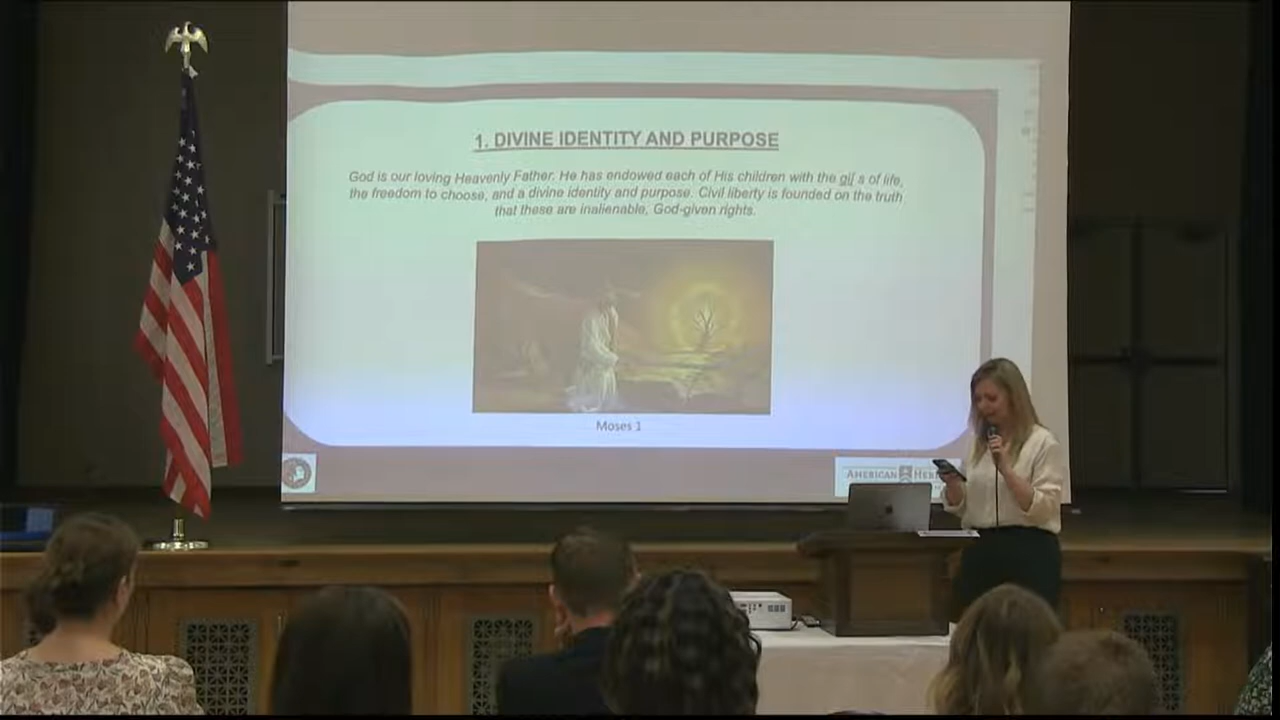 1. DIVINE IDENTITY AND PURPOSE
God is our loving Heavenly Father. He has endowed each of His children with the gif s of life,
the freedom to choose, and a divine identity and purpose. Civil liberty is founded on the truth
that these are inalienable, God-given rights.
Moses 1
AMERICAN HERI